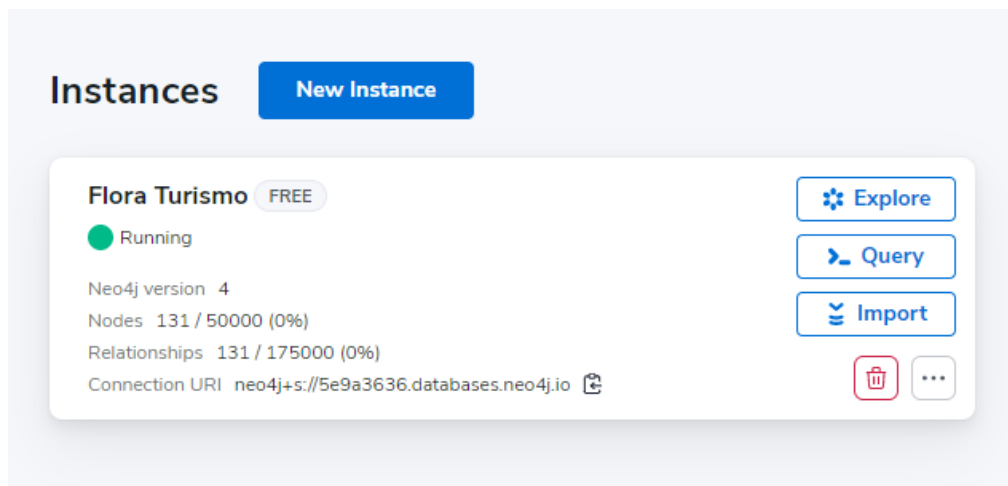 Instances
New Instance
Flora Turismo FREE
Running
Neo4j version 4
Nodes 131 / 50000 (0%)
Relationships 131 / 175000 (0%)
Connection URI neo4j+s://5e9a3636.databases.neo4j.io
Explore
Query
Import